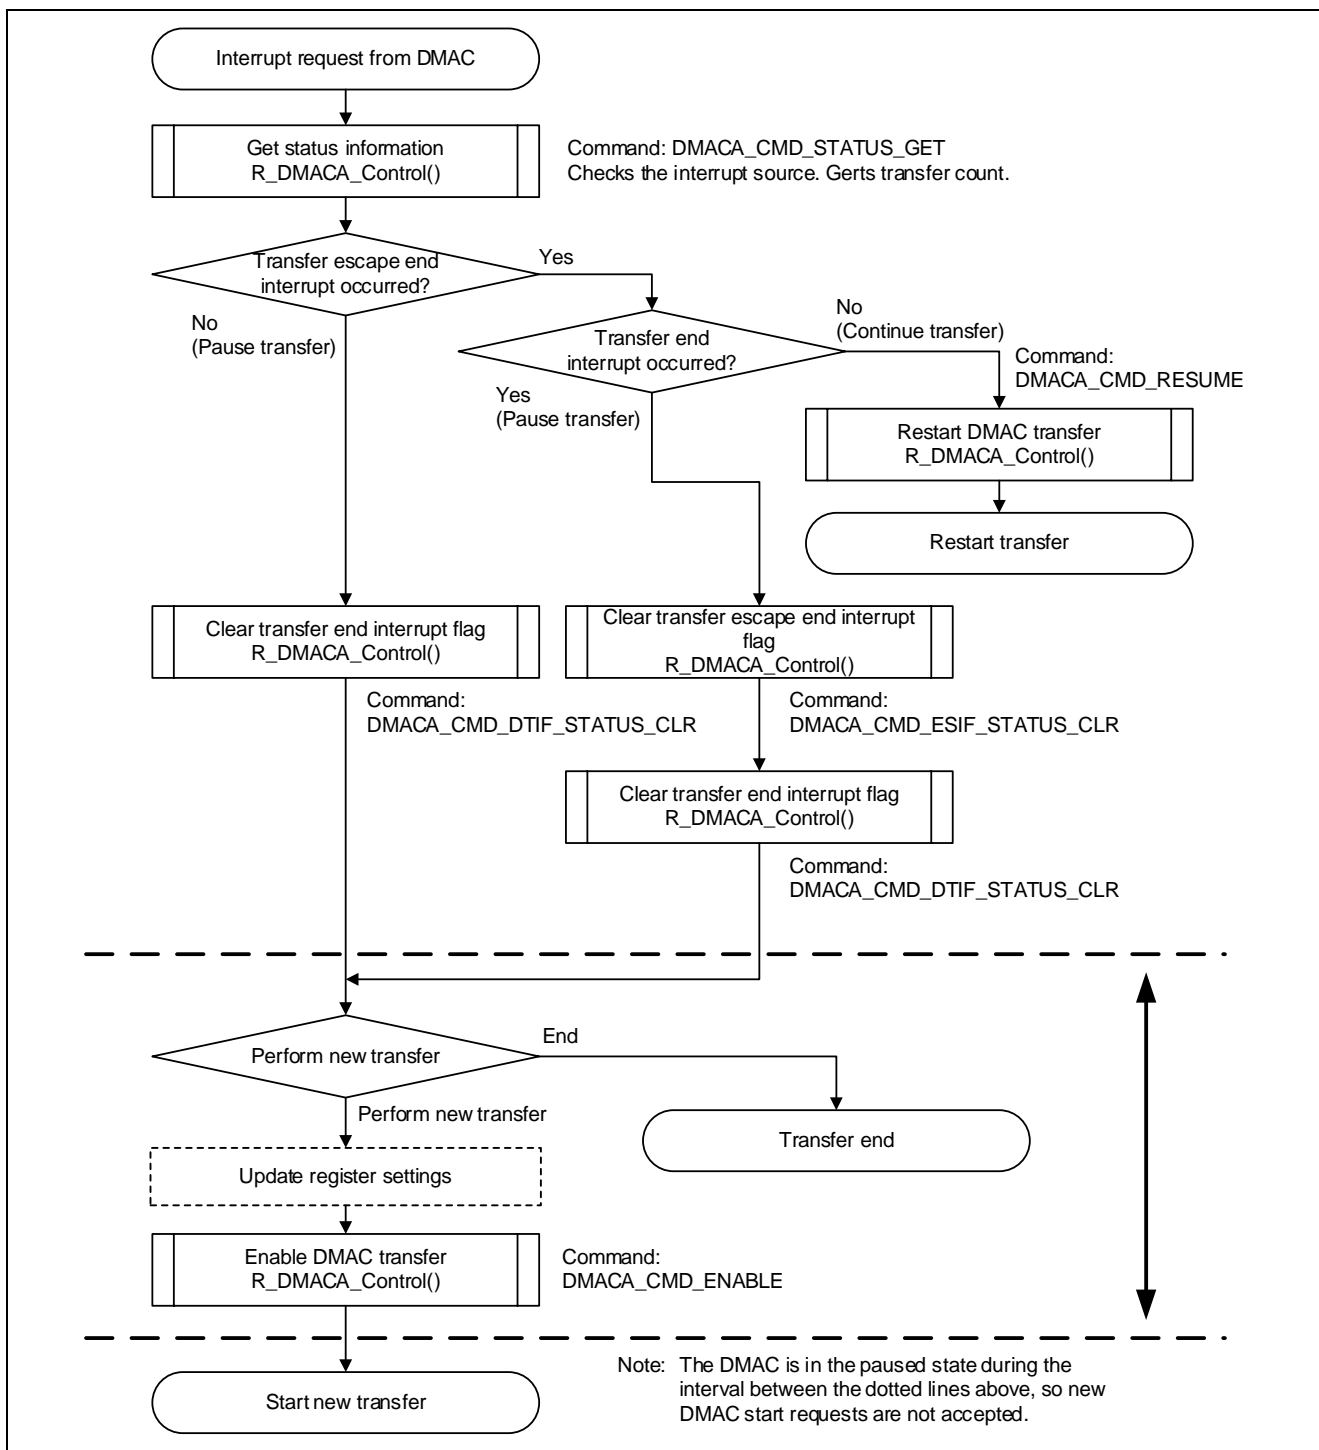 Interrupt request from DMAC
Get status information
R_DMACA_Control()
Command: DMACA_CMD_STATUS_GET
Checks the interrupt source. Gerts transfer count.
Transfer escape end
interrupt occurred?
Yes
No
(Pause transfer)
Transfer end
interrupt occurred?
No
(Continue transfer)
Command:
DMACA_CMD_RESUME
Yes
(Pause transfer)
Restart DMAC transfer
R_DMACA_Control()
Restart transfer
Clear transfer end interrupt flag
R_DMACA_Control()
Clear transfer escape end interrupt
flag
R_DMACA_Control()
Command:
DMACA_CMD_DTIF_STATUS_CLR
Command:
DMACA_CMD_ESIF_STATUS_CLR
Clear transfer end interrupt flag
R_DMACA_Control()
Command:
DMACA_CMD_DTIF_STATUS_CLR
Perform new transfer
End
Perform new transfer
Transfer end
Update register settings
Enable DMAC transfer
R_DMACA_Control()
Command:
DMACA_CMD_ENABLE
Start new transfer
Note: The DMAC is in the paused state during the
interval between the dotted lines above, so new
DMAC start requests are not accepted.